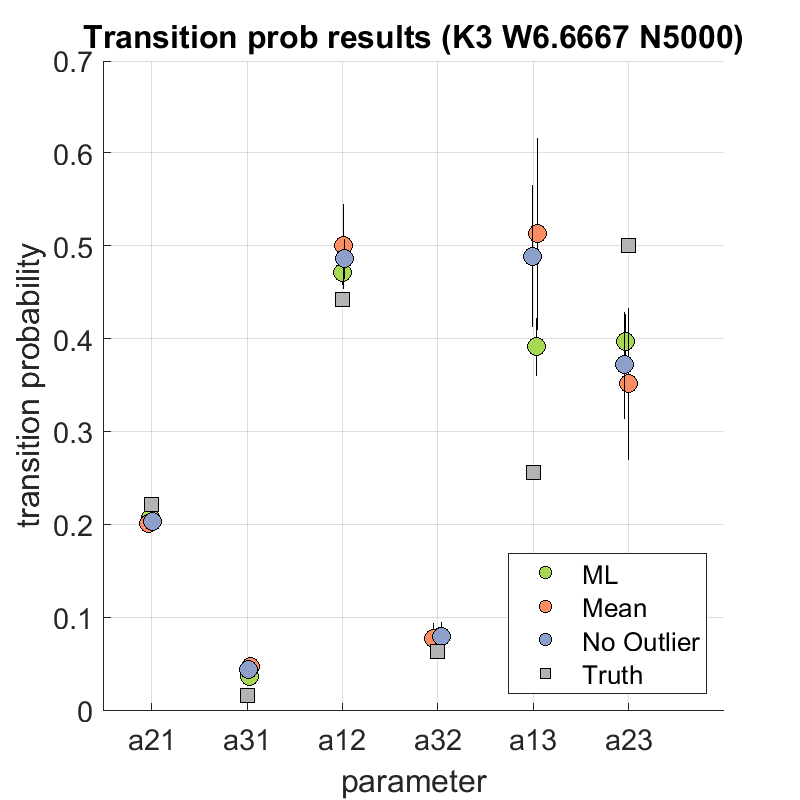 Transition prob results (K3 W6.6667 N5000)
0.7
0.6
0.5
0.4
0.3
0.2
0.1
0
transition probability
a21 a31 a12 a32 a13 a23
parameter
ML
Mean
No Outlier
Truth